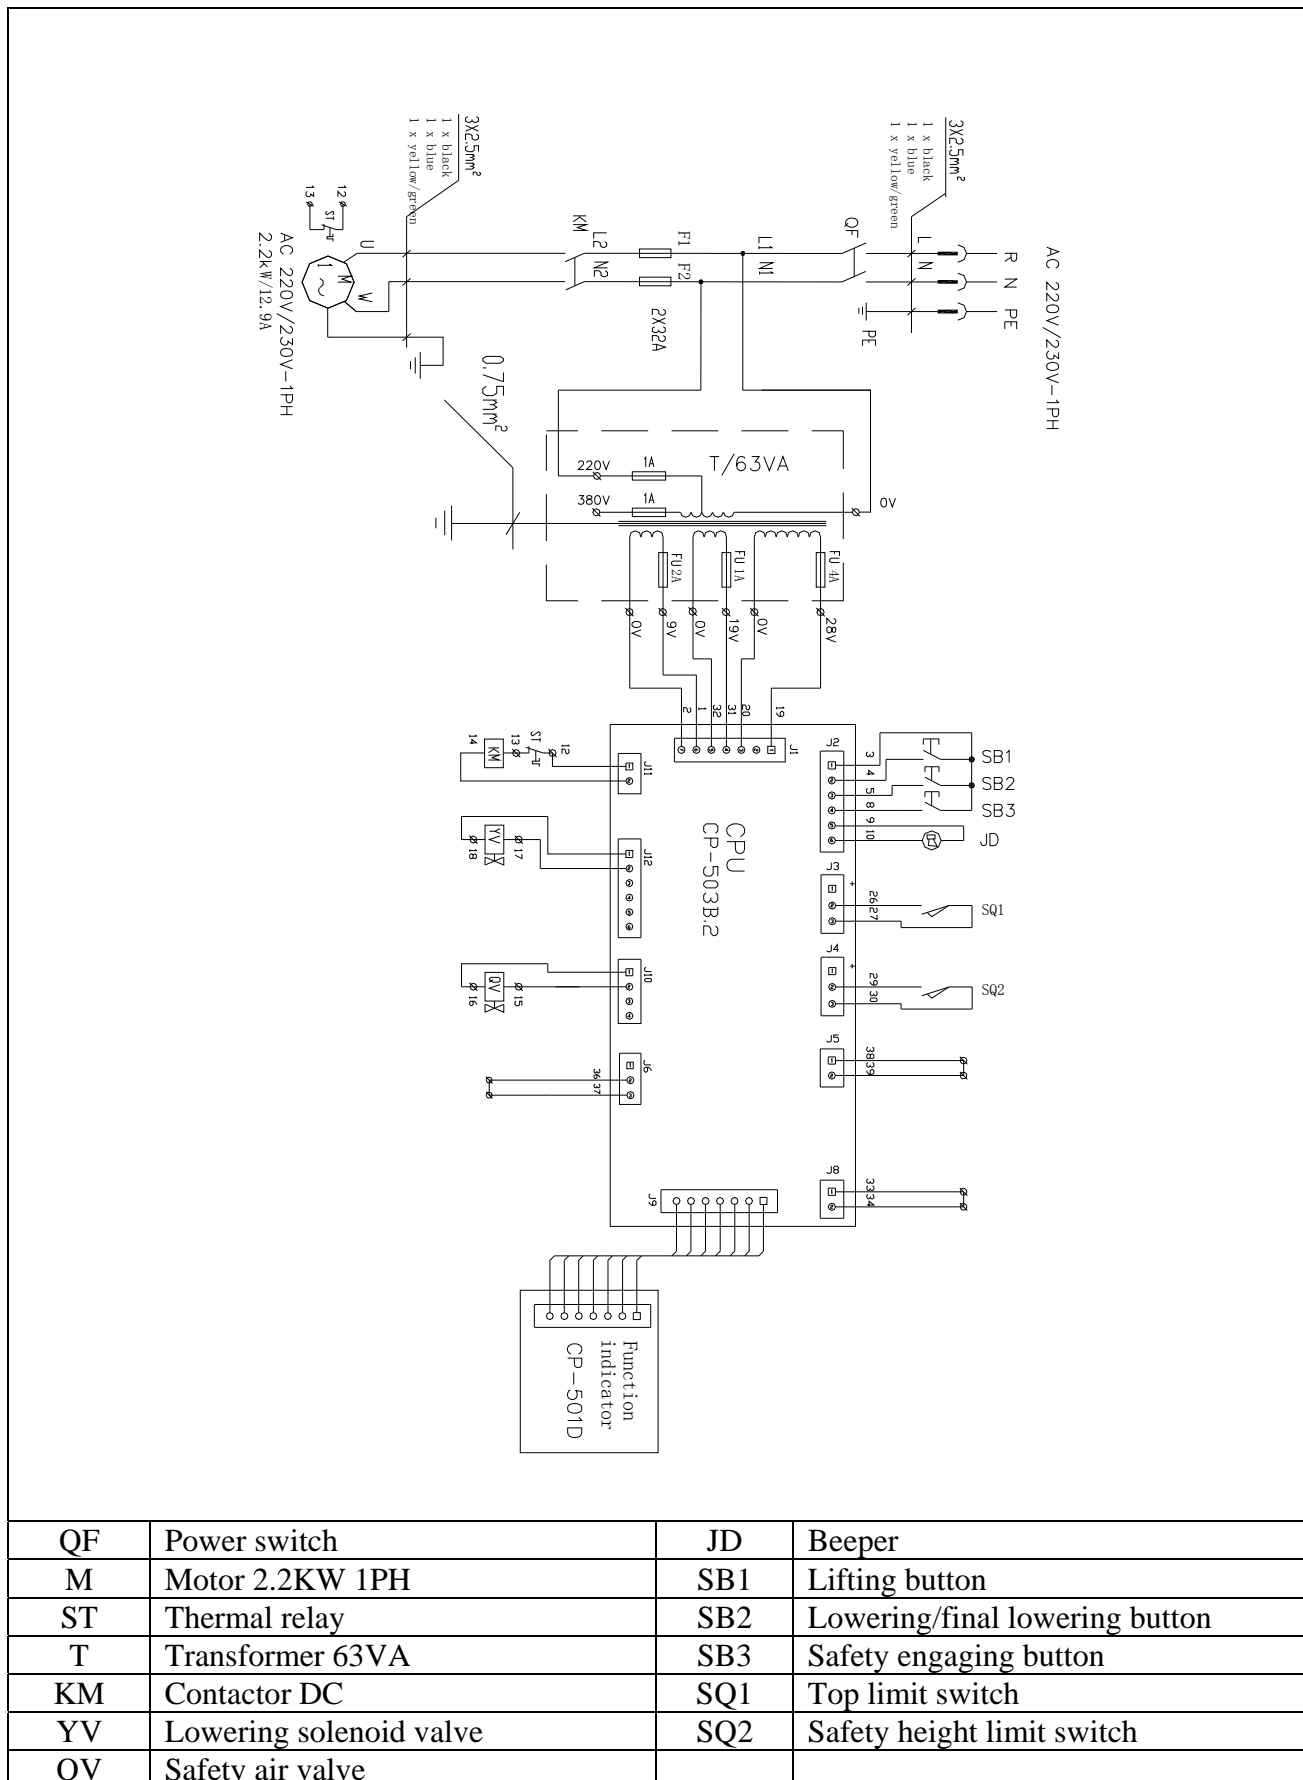 3X2.5mm²
1 x black
1 x blue
1 x yellow/green
3X2.5mm²
1 x black
1 x blue
1 x yellow/green
AC 220V/230V-1PH
R
N
PE
L
N
PE
QF
L1
N1
F1
F2
2X32A
KM
L2
N2
U
W
M
1~
12
13
ST
AC 220V/230V-1PH
2.2kW/12.9A
0.75mm²
T/63VA
220V
1A
380V
1A
0V
FU 2A
FU 1A
FU 4A
0V
9V
0V
19V
0V
28V
2
1
32
31
20
19
J1
J2
3
4
5
8
9
10
SB1
SB2
SB3
JD
J3
+
26
27
SQ1
J4
+
29
30
SQ2
J5
38
39
J8
33
34
14
KM
13
ST
12
J11
YV
18
17
J12
QV
16
15
J10
36
37
J6
CPU
CP-503B.2
J9
Function
indicator
CP-501D
QF Power switch JD Beeper
M Motor 2.2KW 1PH SB1 Lifting button
ST Thermal relay SB2 Lowering/final lowering button
T Transformer 63VA SB3 Safety engaging button
KM Contactor DC SQ1 Top limit switch
YV Lowering solenoid valve SQ2 Safety height limit switch
QV Safety air valve